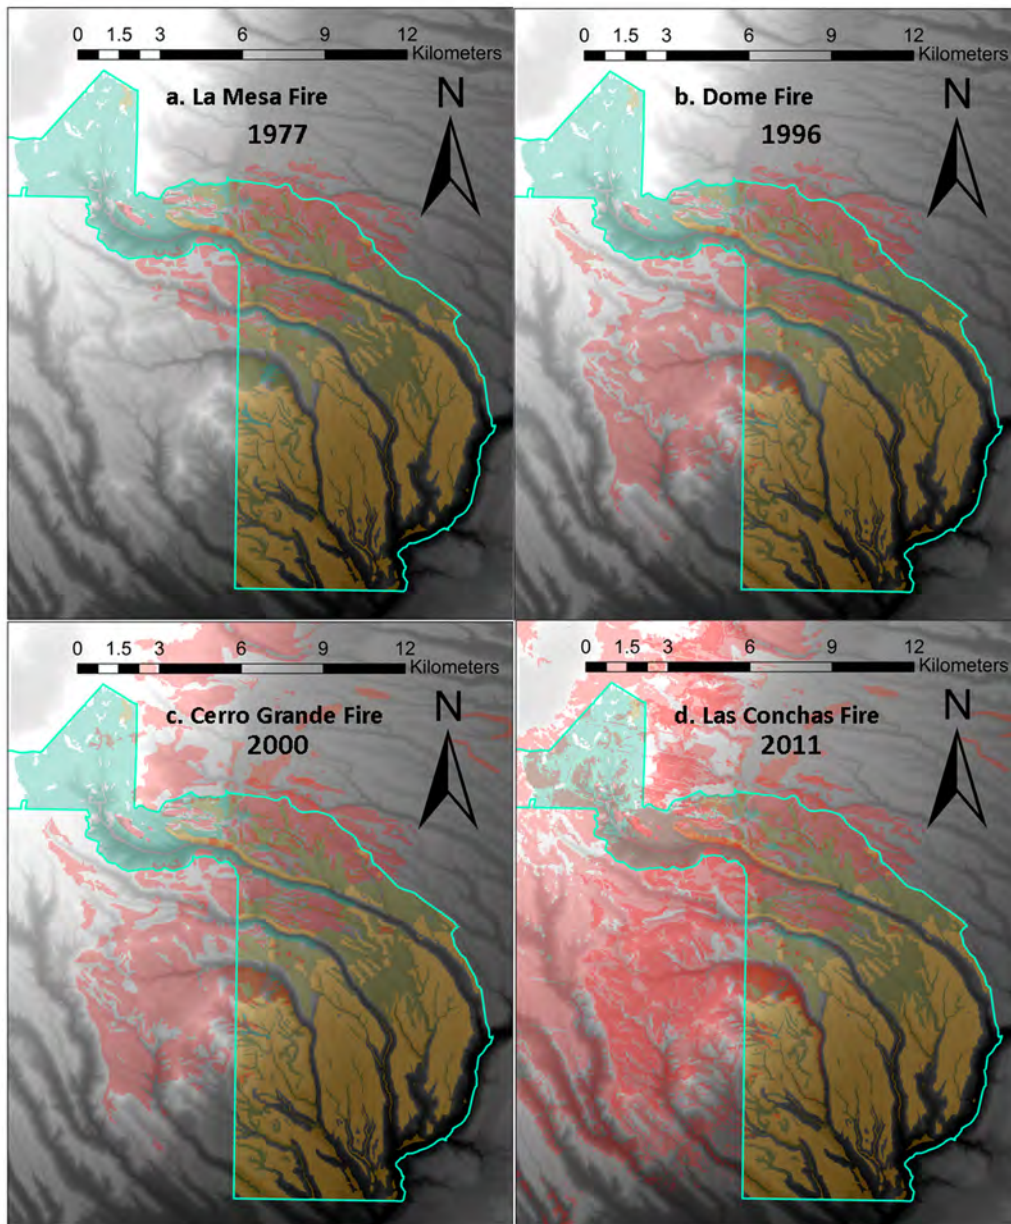 0 1.5 3 6 9 12
Kilometers
a. La Mesa Fire
1977
N
0 1.5 3 6 9 12
Kilometers
b. Dome Fire
1996
N
0 1.5 3 6 9 12
Kilometers
c. Cerro Grande Fire
2000
N
0 1.5 3 6 9 12
Kilometers
d. Las Conchas Fire
2011
N